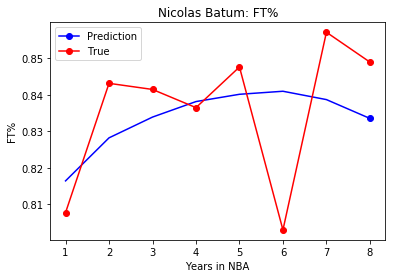 Nicolas Batum: FT%
Prediction
True
FT%
0.85
0.84
0.83
0.82
0.81
1 2 3 4 5 6 7 8
Years in NBA